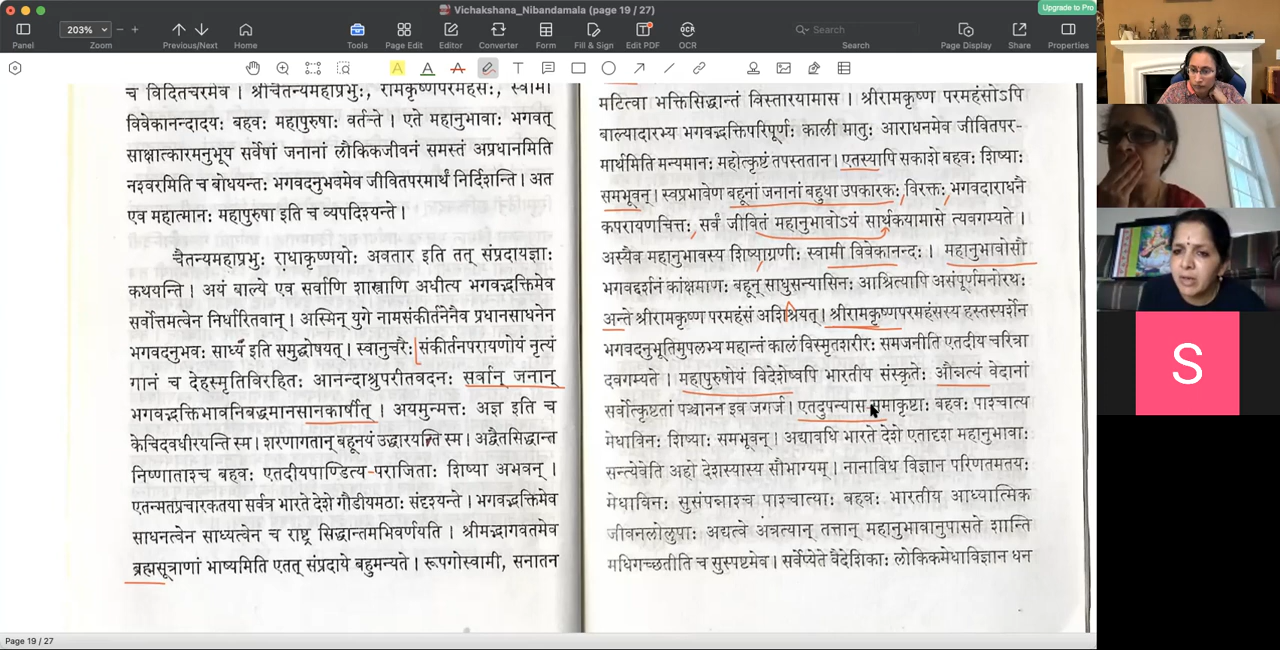 Vichakshana_Nibandamala (page 19 / 27)
Upgrade to Pro
203%
Panel
Zoom
Previous/Next
Home
Tools
Page Edit
Editor
Converter
Form
Fill & Sign
Edit PDF
OCR
Search
Search
Page Display
Share
Properties
च विदितचरमेव । श्रीचैतन्यमहाप्रभुः, रामकृष्णपरमहंसः, स्वामी
विवेकानन्दादयः बहवः महापुरुषाः वर्तन्ते । एते महानुभावाः भगवत्
साक्षात्कारमनुभूय सर्वेषां जनानां लौकिकजीवनं समस्तं अप्रधानमिति
नश्वरमिति च बोधयन्तः भगवदनुभवमेव जीवितपरमार्थं निर्दिशन्ति । अत
एव महात्मानः महापुरुषा इति च व्यपदिश्यन्ते ।
चैतन्यमहाप्रभुः राधाकृष्णयोः अवतार इति तत् संप्रदायज्ञाः
कथयन्ति । अयं बाल्ये एव सर्वाणि शास्त्राणि अधीत्य भगवद्भक्तिमेव
सर्वोत्तमत्वेन निर्धारितवान् । अस्मिन् युगे नामसंकीर्तनेनैव प्रधानसाधनेन
भगवदनुभवः साध्यं इति समुद्घोषयत् । स्वानुचरैः संकीर्तनपरायणोयं नृत्यं
गानं च देहस्मृतिविरहितः आनन्दाश्रुपरीतवदनः सर्वान् जनान्
भगवद्भक्तिभावनिबद्धमानसानकार्षीत् । अयमुन्मत्तः अज्ञ इति च
केचिदवधीरयन्ति स्म । शरणागतान् बहूनयं उद्धारयन्ति स्म । अद्वैतसिद्धान्त
निष्णाताश्च बहवः एतदीयपाण्डित्य-पराजिताः शिष्या अभवन् ।
एतन्मतप्रचारकतया सर्वत्र भारते देशे गौडीयमठाः संदृश्यन्ते । भगवद्भक्तिमेव
साधनत्वेन साध्यत्वेन च राष्ट्र सिद्धान्तमभिवर्णयति । श्रीमद्भागवतमेव
ब्रह्मसूत्राणां भाष्यमिति एतत् संप्रदाये बहुमन्यते । रूपगोस्वामी, सनातन
मटित्वा भक्तिसिद्धान्तं विस्तारयामास । श्रीरामकृष्ण परमहंसोऽपि
बाल्यादारभ्य भगवद्भक्तिपरिपूर्णः काली मातुः आराधनमेव जीवितपर-
मार्थमिति मन्यमानः महोत्कृष्टं तपस्ततान । एतस्यापि सकाशे बहवः शिष्याः
समभूवन् । स्वप्रभावेण बहूनां जनानां बहुधा उपकारकः, विरक्तः, भगवदाराधनै
कपरायणचित्तः, सर्वं जीवितं महानुभावोऽयं सार्थकयामासे त्यवगम्यते ।
अस्यैव महानुभावस्य शिष्याग्रणीः स्वामी विवेकानन्दः । महानुभावोसौ
भगवद्दर्शनं कांक्षमाणः बहून् साधुसन्यासिनः आश्रित्यापि असंपूर्णमनोरथः
अन्ते श्रीरामकृष्ण परमहंसं अशिश्रियत् । श्रीरामकृष्णपरमहंसस्य हस्तस्पर्शेन
भगवदनुभूतिमुपलभ्य महान्तं कालं विस्मृतशरीरः समजनीति एतदीय चरित्रा
दवगम्यते । महापुरुषोयं विदेशेष्वपि भारतीय संस्कृतेः औन्नत्यं वेदानां
सर्वोत्कृष्टतां पञ्चानन इव जगर्ज । एतदुपन्यास समाकृष्टाः बहवः पाश्चात्य
मेधाविनः शिष्याः समभूवन् । अद्यावधि भारते देशे एतादृश महानुभावाः
सन्त्येवेति अहो देशस्यास्य सौभाग्यम् । नानाविध विज्ञान परिणतमतयः
मेधाविनः सुसंपन्नाश्च पाश्चात्याः बहवः भारतीय आध्यात्मिक
जीवनलोलुपाः अद्यत्वे अंत्रत्यान् तत्तान् महानुभावानुपासते शान्ति
मधिगच्छतीति च सुस्पष्टमेव । सर्वेप्येते वैदेशिकाः लोकिकमेधाविज्ञान धन
S
Page 19 / 27